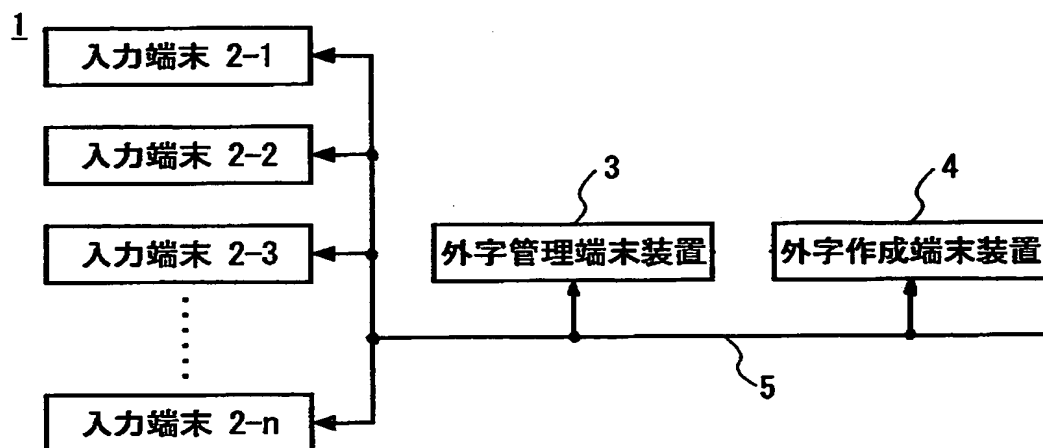 1
入力端末 2-1
入力端末 2-2
入力端末 2-3
入力端末 2-n
3
外字管理端末装置
4
外字作成端末装置
5